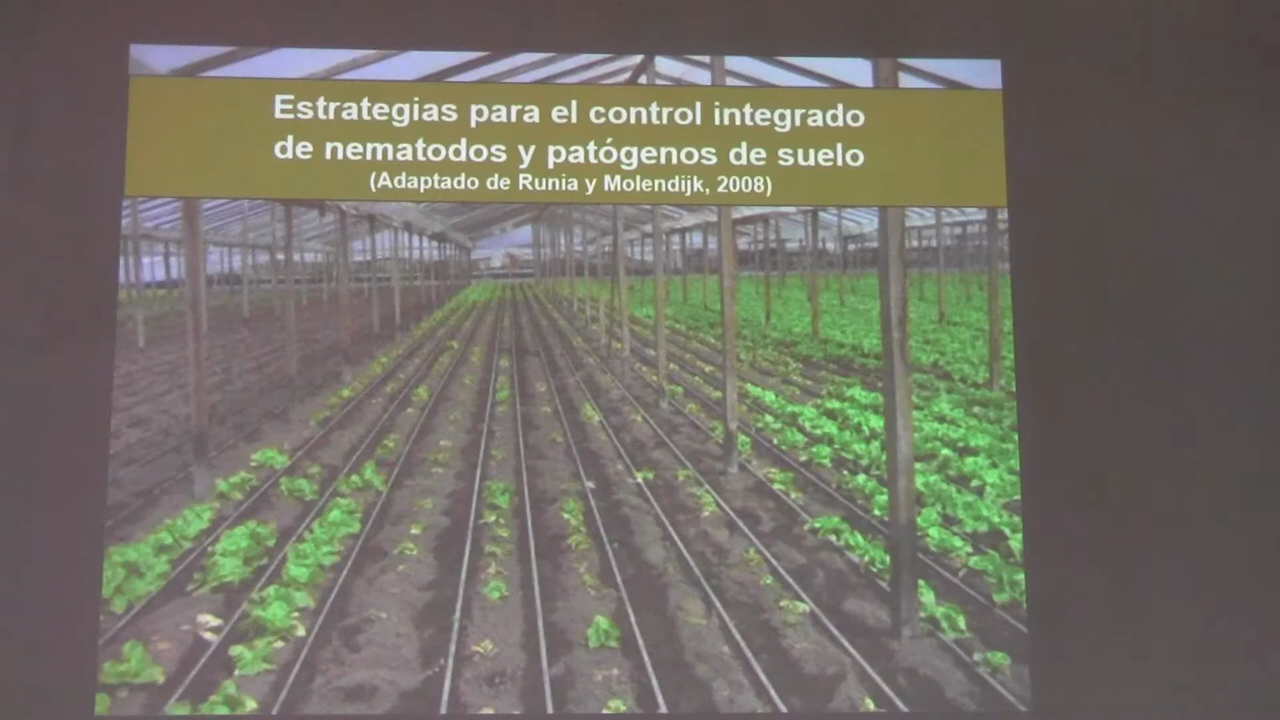 Estrategias para el control integrado
de nematodos y patógenos de suelo
(Adaptado de Runia y Molendijk, 2008)